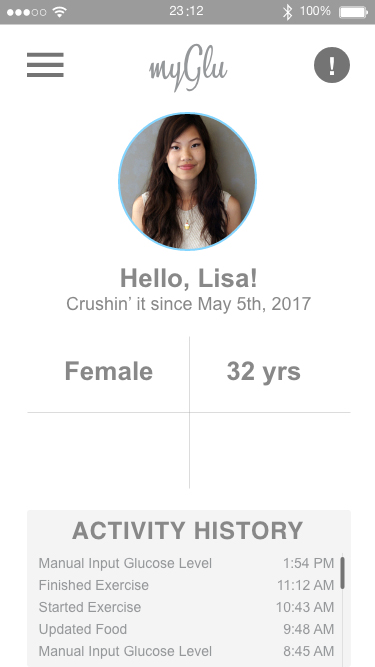 23:12
100%
myGlu
!
Hello, Lisa!
Crushin’ it since May 5th, 2017
Female
32 yrs
ACTIVITY HISTORY
Manual Input Glucose Level 1:54 PM
Finished Exercise 11:12 AM
Started Exercise 10:43 AM
Updated Food 9:48 AM
Manual Input Glucose Level 8:45 AM